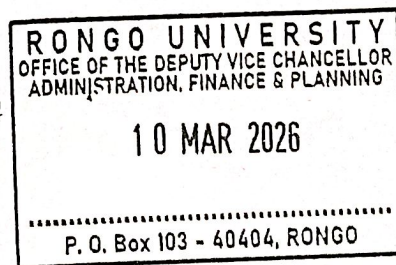 RONGO UNIVERSITY
OFFICE OF THE DEPUTY VICE CHANCELLOR
ADMINISTRATION, FINANCE & PLANNING
10 MAR 2026
P. O. Box 103 - 40404, RONGO